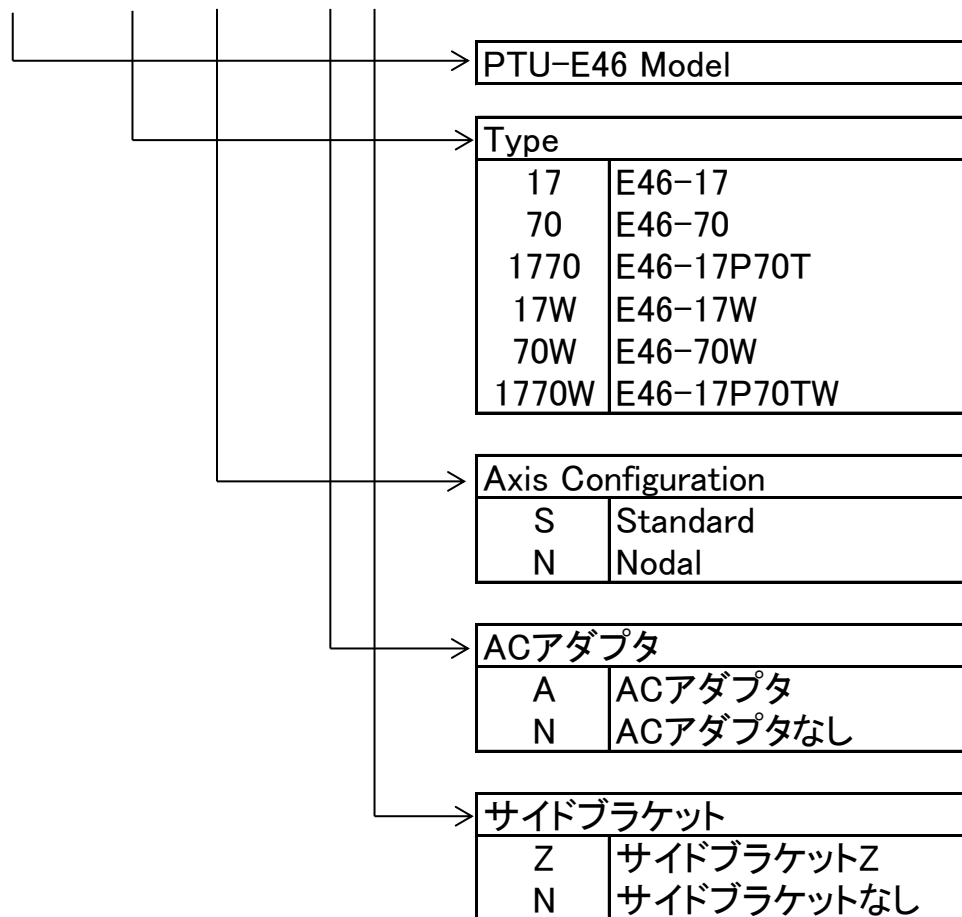 PTU-E46 Model
Type
17 E46-17
70 E46-70
1770 E46-17P70T
17W E46-17W
70W E46-70W
1770W E46-17P70TW
Axis Configuration
S Standard
N Nodal
ACアダプタ
A ACアダプタ
N ACアダプタなし
サイドブラケット
Z サイドブラケットZ
N サイドブラケットなし